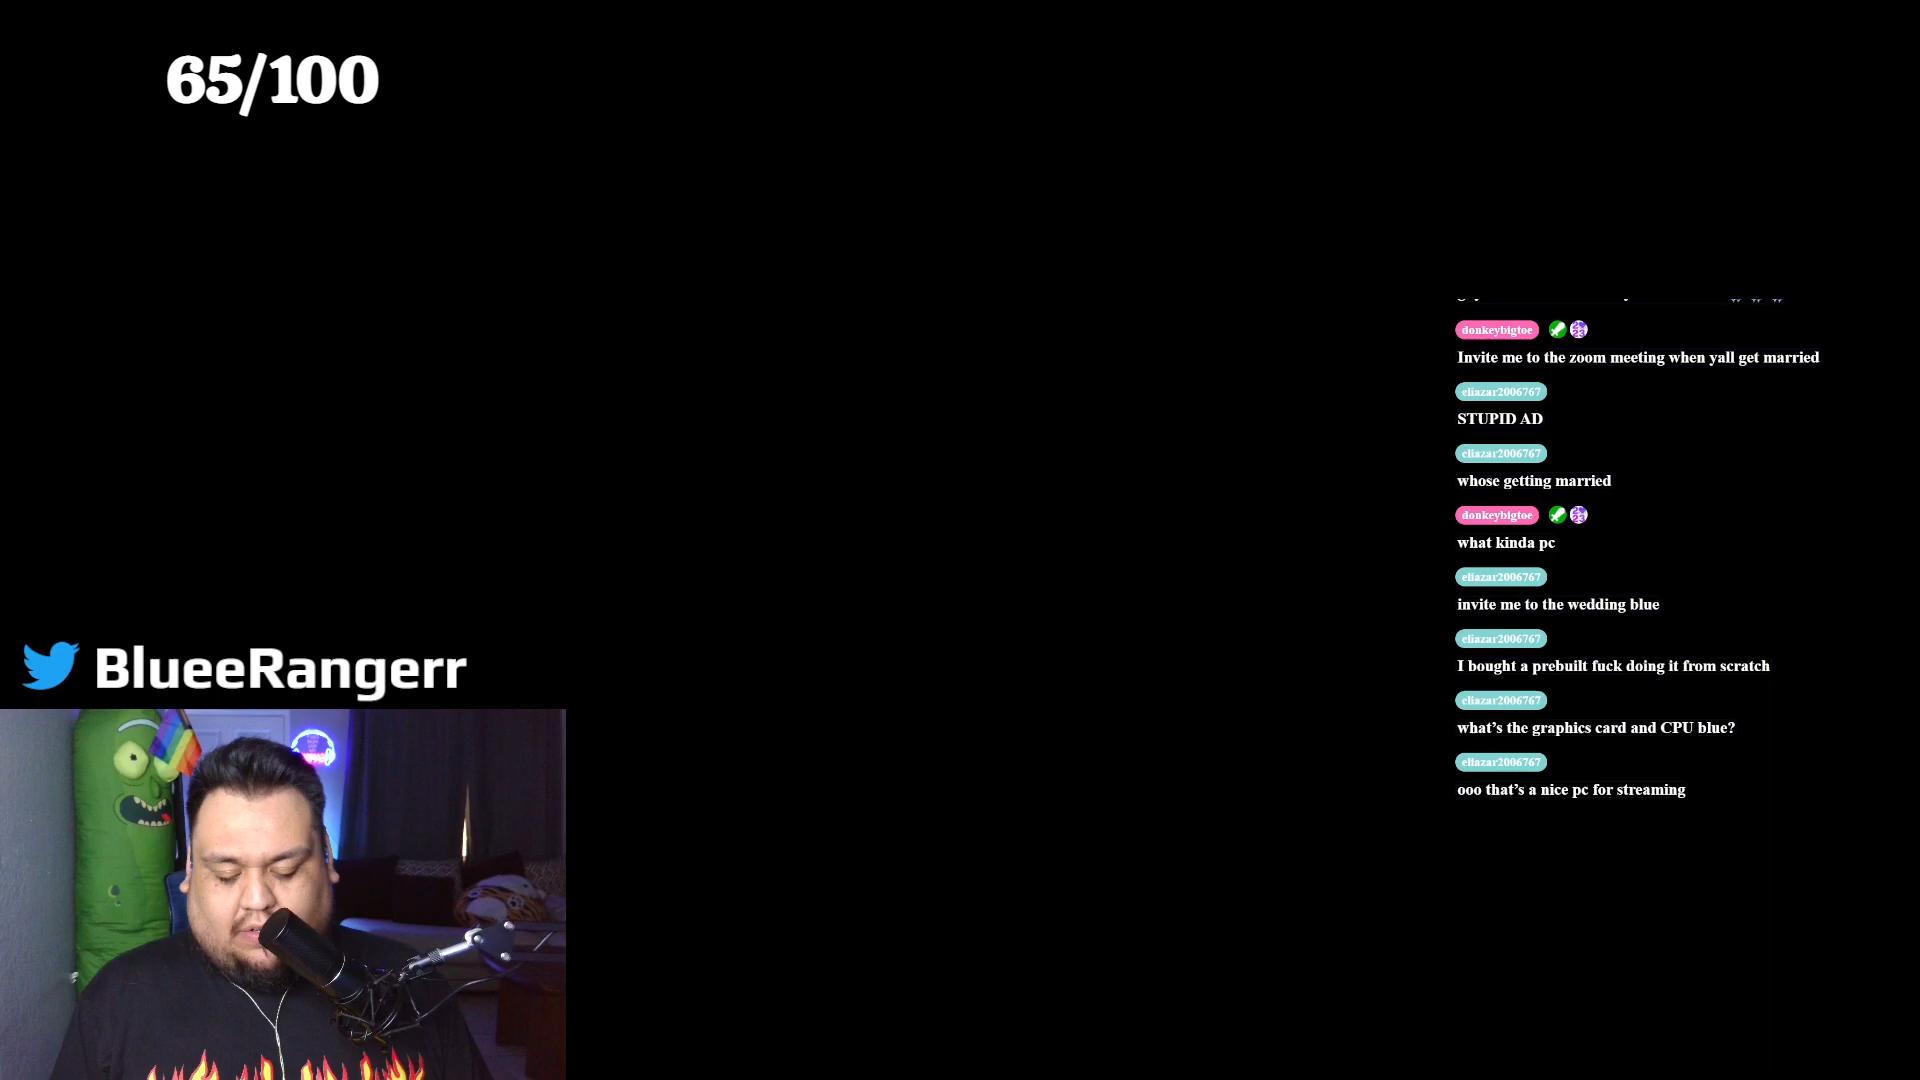 65/100
donkeybigtoe
Invite me to the zoom meeting when yall get married
eliazar2006767
STUPID AD
eliazar2006767
whose getting married
donkeybigtoe
what kinda pc
eliazar2006767
invite me to the wedding blue
eliazar2006767
I bought a prebuilt fuck doing it from scratch
eliazar2006767
what’s the graphics card and CPU blue?
eliazar2006767
ooo that’s a nice pc for streaming
BlueeRangerr